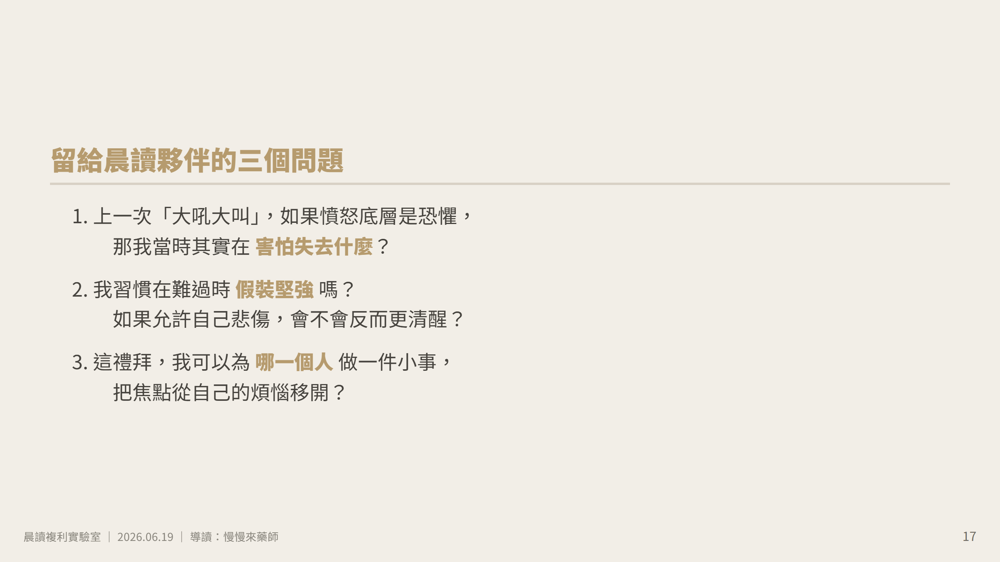 留給晨讀夥伴的三個問題
1. 上一次「大吼大叫」，如果憤怒底層是恐懼，
那我當時其實在 害怕失去什麼？
2. 我習慣在難過時 假裝堅強 嗎？
如果允許自己悲傷，會不會反而更清醒？
3. 這禮拜，我可以為 哪一個人 做一件小事，
把焦點從自己的煩惱移開？
晨讀複利實驗室 ｜ 2026.06.19 ｜ 導讀：慢慢來藥師
17